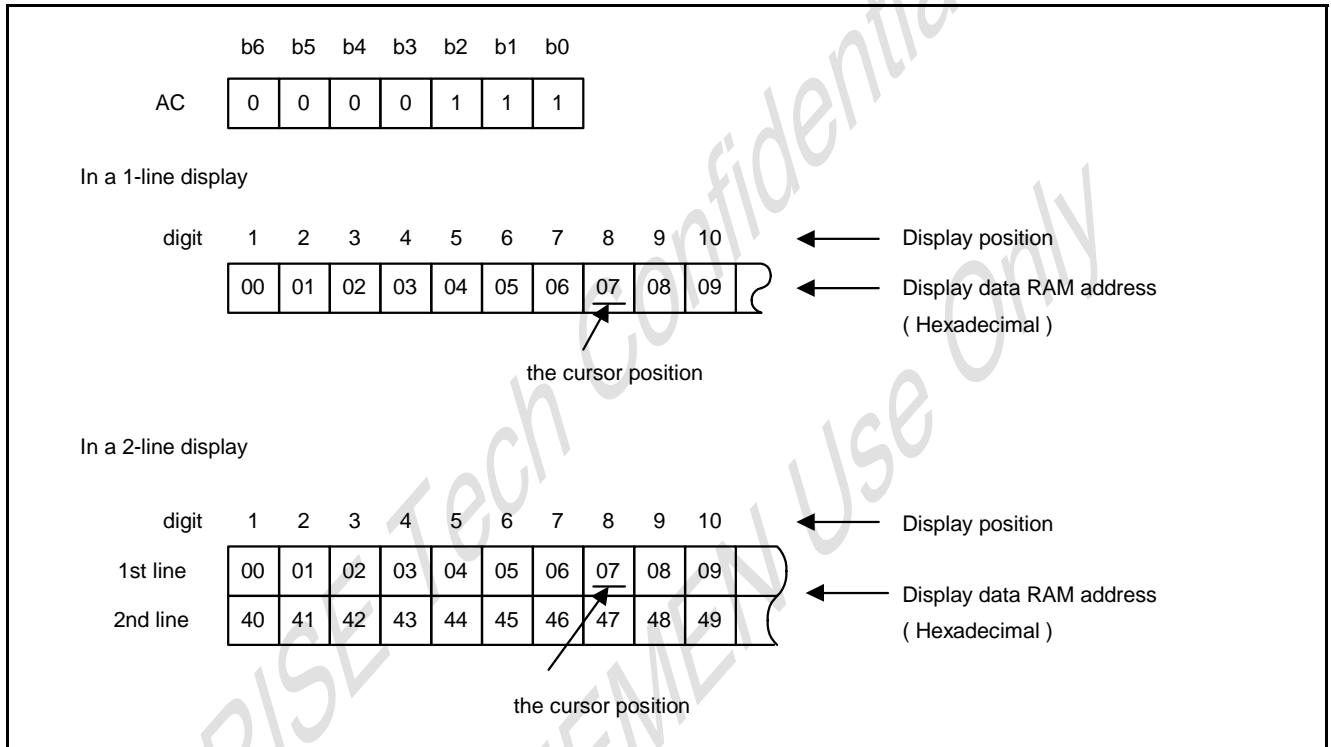 b6 b5 b4 b3 b2 b1 b0
AC 0 0 0 0 1 1 1
In a 1-line display
digit 1 2 3 4 5 6 7 8 9 10 Display position
00 01 02 03 04 05 06 07 08 09 Display data RAM address
( Hexadecimal )
the cursor position
In a 2-line display
digit 1 2 3 4 5 6 7 8 9 10 Display position
1st line 00 01 02 03 04 05 06 07 08 09
Display data RAM address
2nd line 40 41 42 43 44 45 46 47 48 49
( Hexadecimal )
the cursor position
RISE Tech Confidential
Use Only